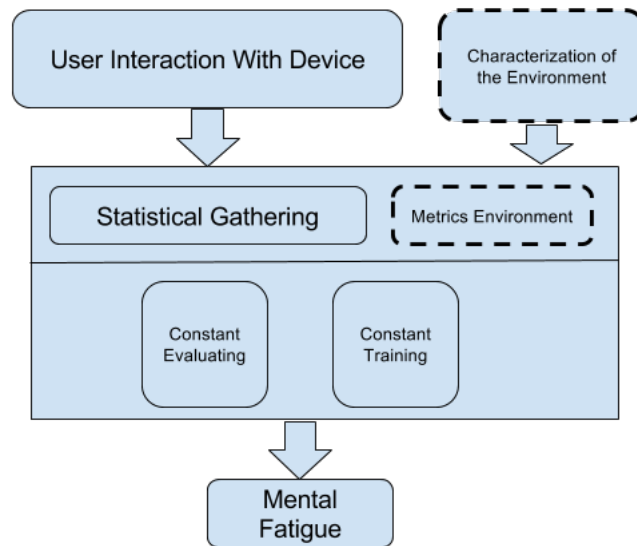 User Interaction With Device
Characterization of
the Environment
Statistical Gathering
Metrics Environment
Constant
Evaluating
Constant
Training
Mental
Fatigue